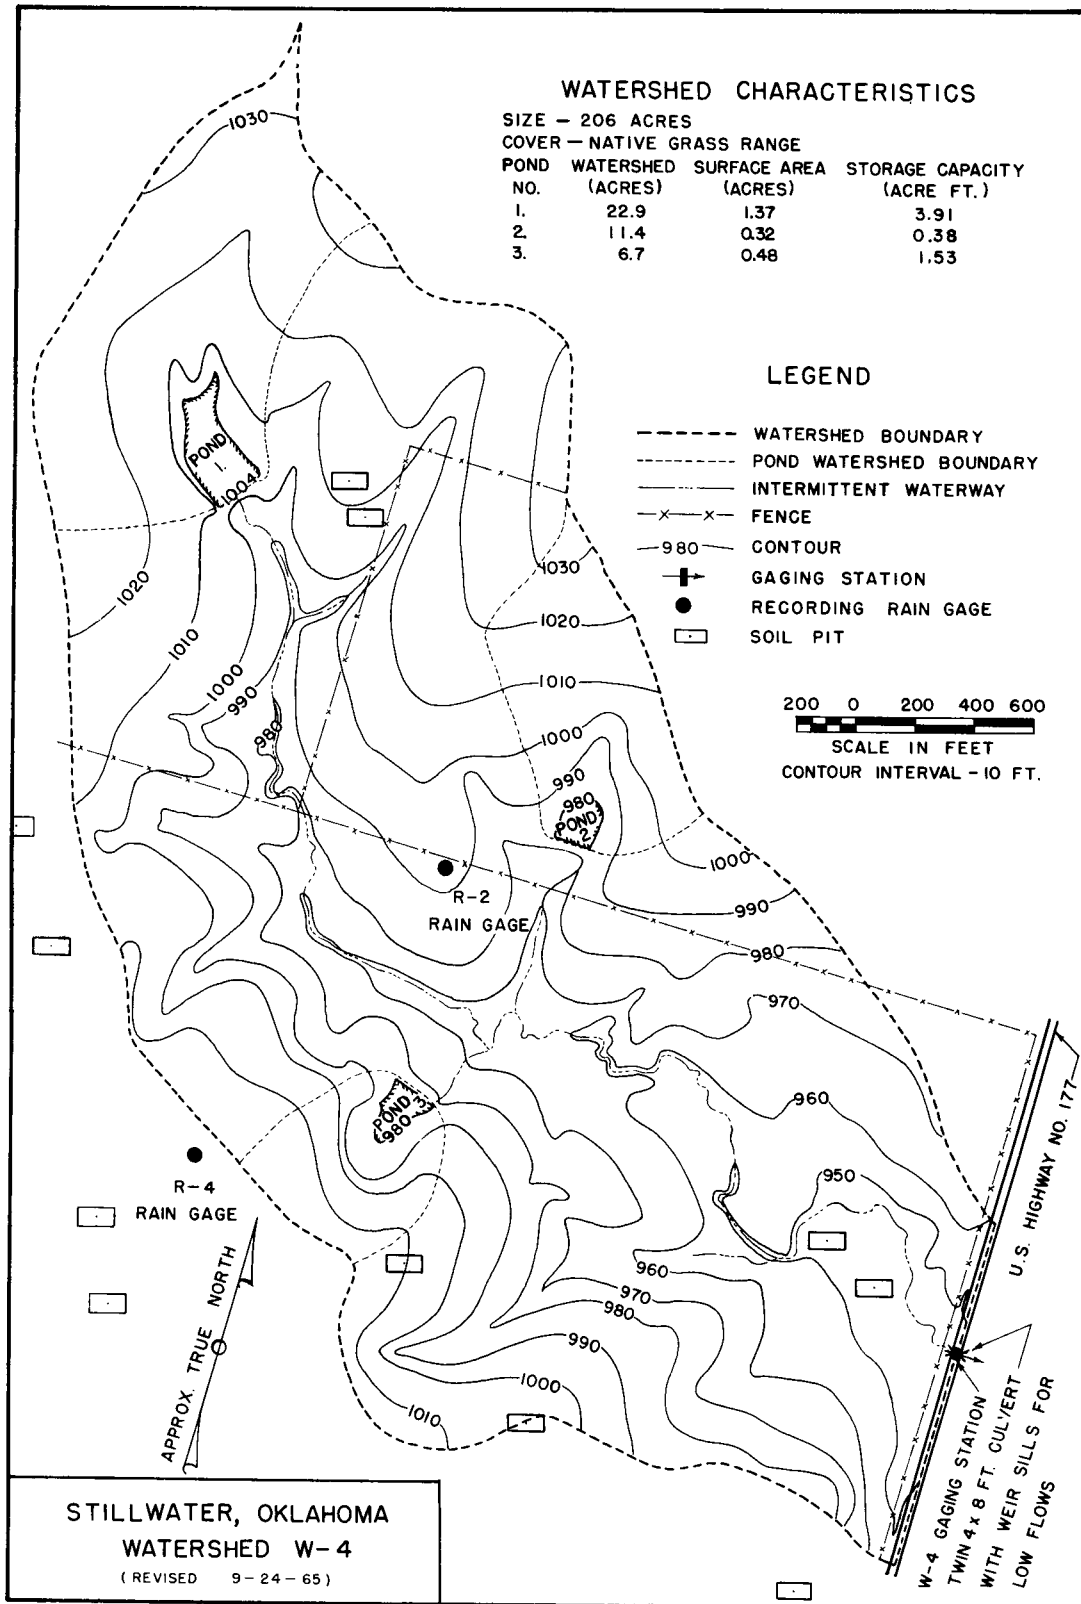 WATERSHED CHARACTERISTICS
SIZE – 206 ACRES
COVER – NATIVE GRASS RANGE
POND WATERSHED SURFACE AREA STORAGE CAPACITY
NO. (ACRES) (ACRES) (ACRE FT.)
1. 22.9 1.37 3.91
2. 11.4 0.32 0.38
3. 6.7 0.48 1.53
LEGEND
WATERSHED BOUNDARY
POND WATERSHED BOUNDARY
INTERMITTENT WATERWAY
FENCE
980 CONTOUR
GAGING STATION
RECORDING RAIN GAGE
SOIL PIT
200 0 200 400 600
SCALE IN FEET
CONTOUR INTERVAL – 10 FT.
1030
POND
1.
1004
1020
1010
1000
990
980
1030
1020
1010
1000
990
980
POND
2
1000
990
980
970
960
950
R-2
RAIN GAGE
POND
3
980
R-4
RAIN GAGE
960
970
980
990
1000
1010
APPROX. TRUE NORTH
U.S. HIGHWAY NO. 177
W-4 GAGING STATION
TWIN 4 x 8 FT. CULVERT
WITH WEIR SILLS FOR
LOW FLOWS
STILLWATER, OKLAHOMA
WATERSHED W-4
(REVISED 9-24-65)